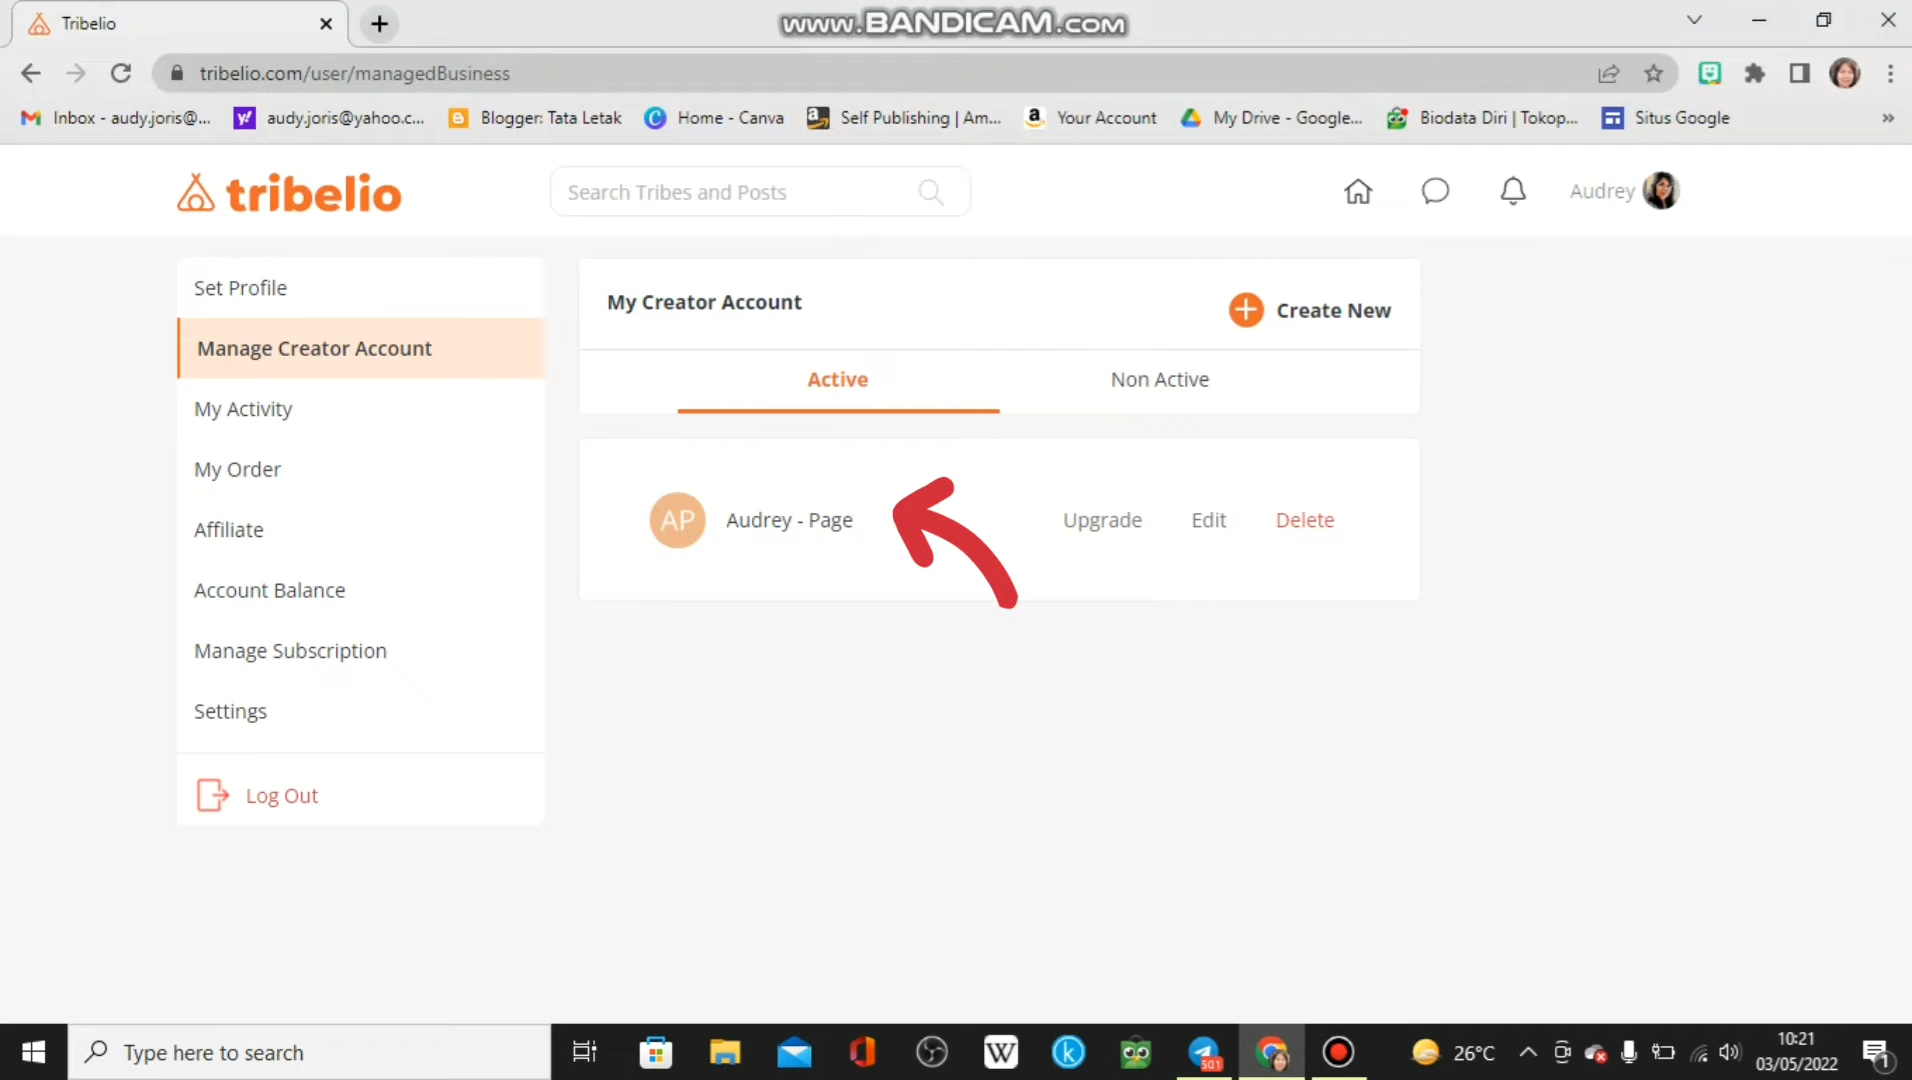 Tribelio
www.BANDICAM.com
tribelio.com/user/managedBusiness
Inbox - audy.joris@...
audy.joris@yahoo.c...
Blogger: Tata Letak
Home - Canva
Self Publishing | Am...
Your Account
My Drive - Google...
Biodata Diri | Tokop...
Situs Google
»
tribelio
Search Tribes and Posts
Audrey
Set Profile
Manage Creator Account
My Activity
My Order
Affiliate
Account Balance
Manage Subscription
Settings
Log Out
My Creator Account
Create New
Active
Non Active
AP
Audrey - Page
Upgrade
Edit
Delete
Type here to search
W
k
501
26°C
10:21
03/05/2022
1